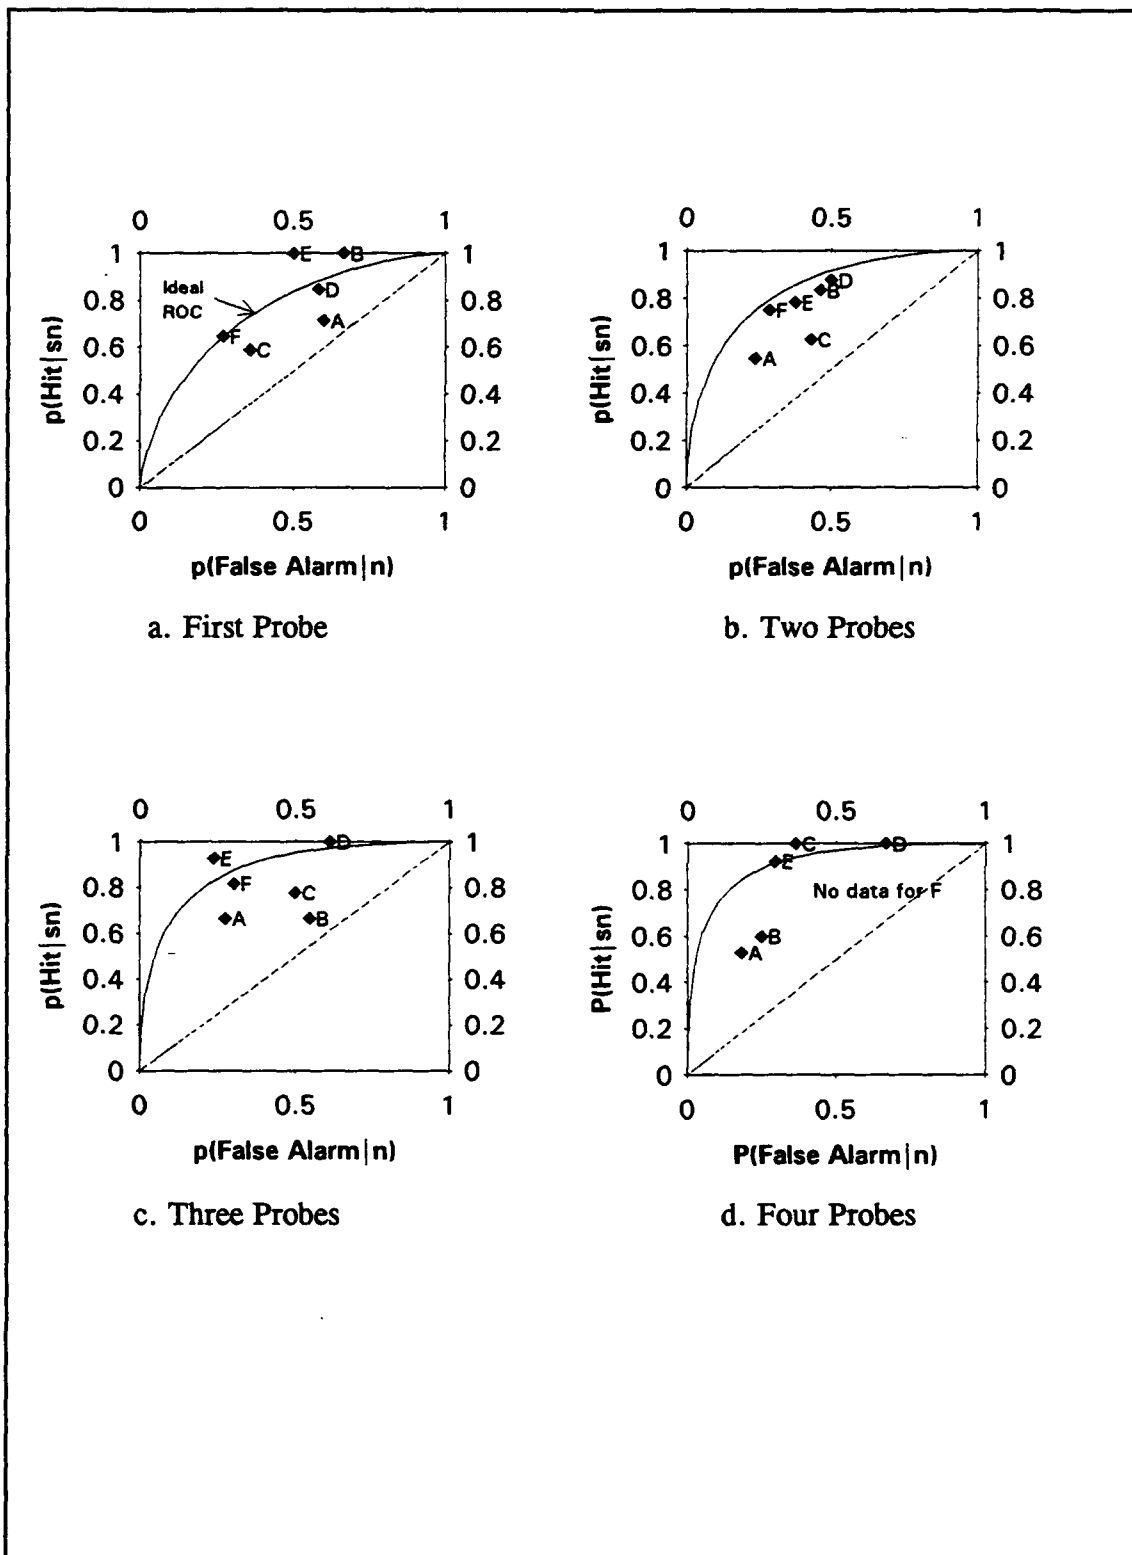 0 0.5 1
1 E B 1
Ideal
ROC
0.8 D 0.8
A
0.6 F C 0.6
0.4 0.4
0.2 0.2
0 0
0 0.5 1
p(Hit|sn)
p(False Alarm|n)
a. First Probe
0 0.5 1
1 1
0.8 D 0.8
F E B
0.6 C 0.6
A
0.4 0.4
0.2 0.2
0 0
0 0.5 1
p(Hit|sn)
p(False Alarm|n)
b. Two Probes
0 0.5 1
1 D 1
E
0.8 F C 0.8
A B
0.6 0.6
0.4 0.4
0.2 0.2
0 0
0 0.5 1
p(Hit|sn)
p(False Alarm|n)
c. Three Probes
0 0.5 1
1 C D 1
E
0.8 No data for F 0.8
0.6 B 0.6
A
0.4 0.4
0.2 0.2
0 0
0 0.5 1
P(Hit|sn)
P(False Alarm|n)
d. Four Probes